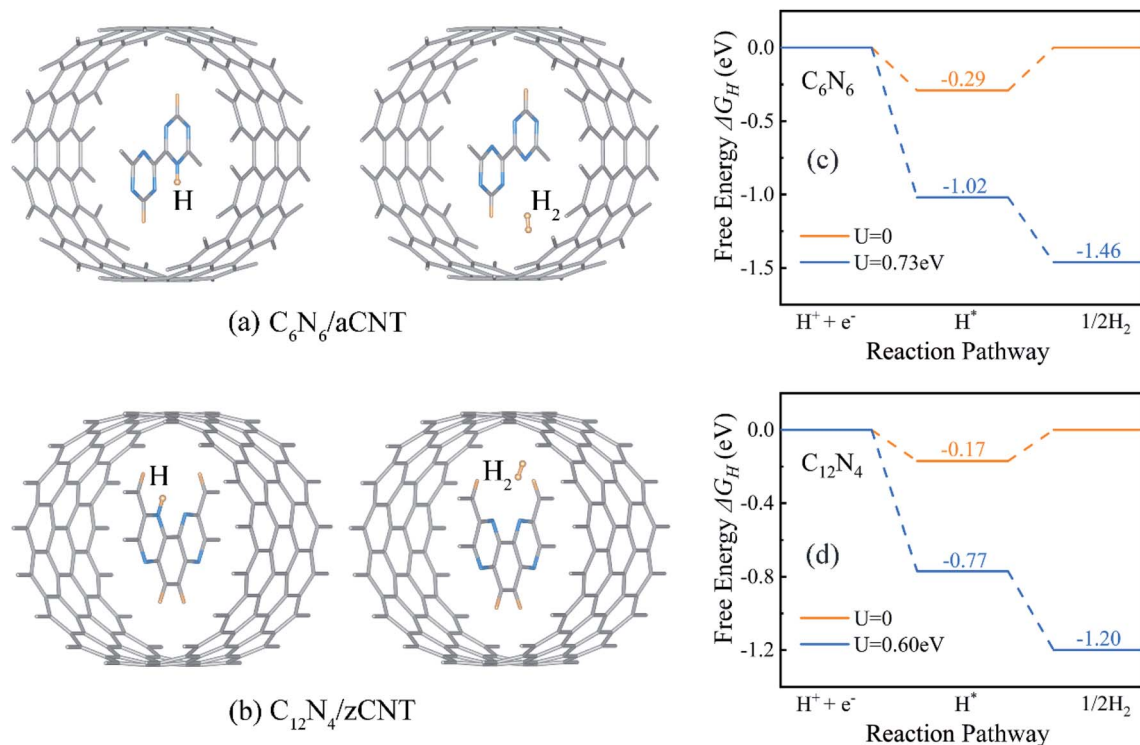 H
H2
(a) C6N6/aCNT
H
H2
(b) C12N4/zCNT
Free Energy ΔGH (eV)
0.0
-0.5
-1.0
-1.5
C6N6
-0.29
(c)
-1.02
-1.46
U=0
U=0.73eV
H+ + e-
H*
1/2H2
Reaction Pathway
Free Energy ΔGH (eV)
0.0
-0.4
-0.8
-1.2
-0.17
C12N4
(d)
-0.77
U=0
U=0.60eV
-1.20
H+ + e-
H*
1/2H2
Reaction Pathway